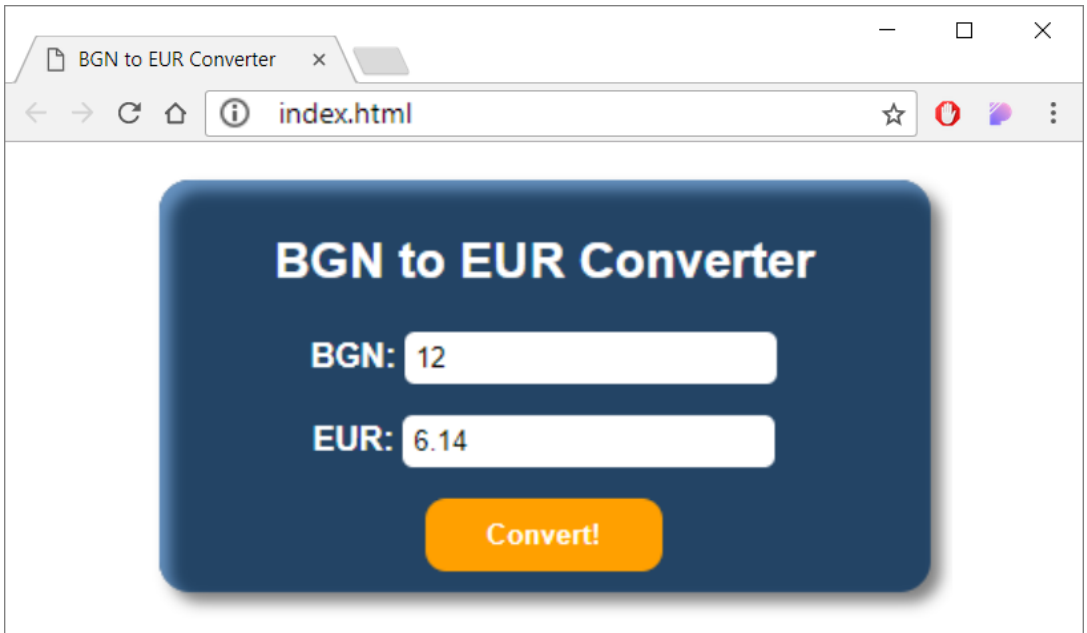 BGN to EUR Converter
index.html
BGN to EUR Converter
BGN: 12
EUR: 6.14
Convert!